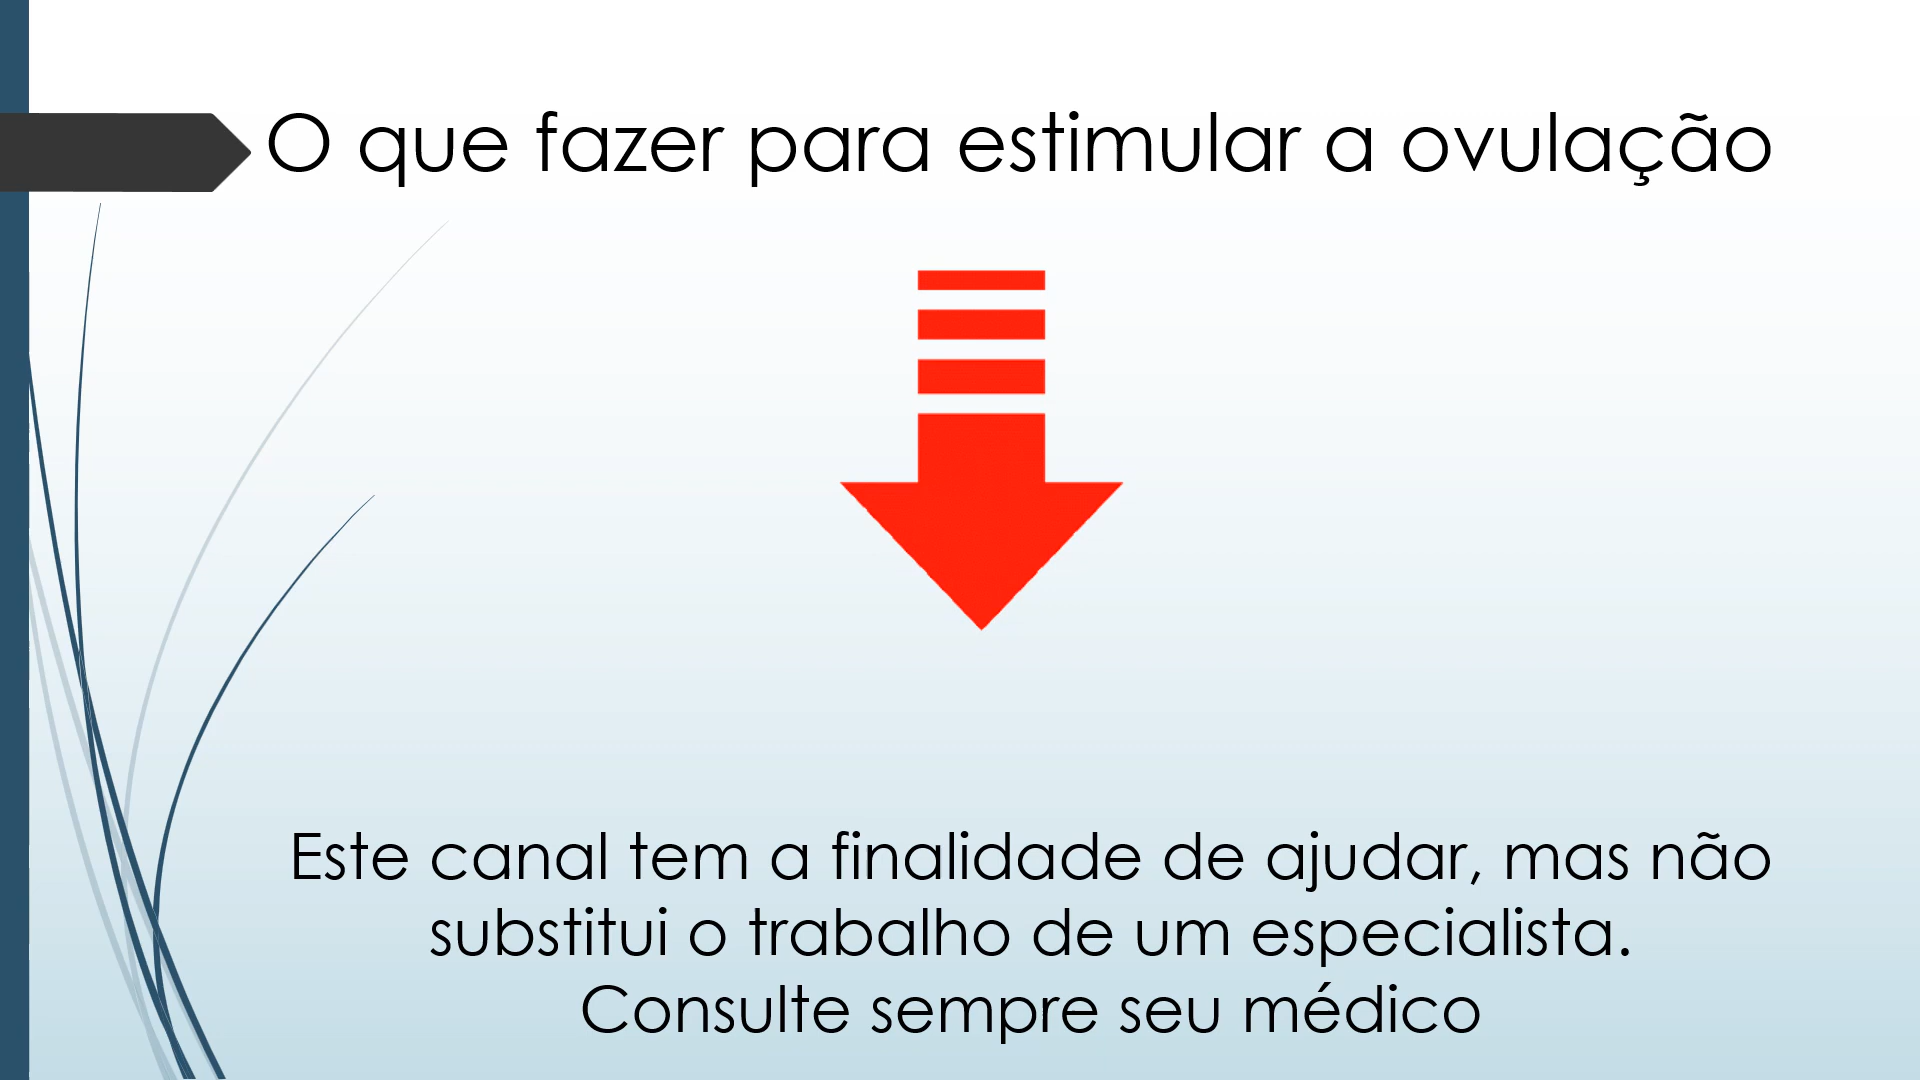 O que fazer para estimular a ovulação
Este canal tem a finalidade de ajudar, mas não
substitui o trabalho de um especialista.
Consulte sempre seu médico